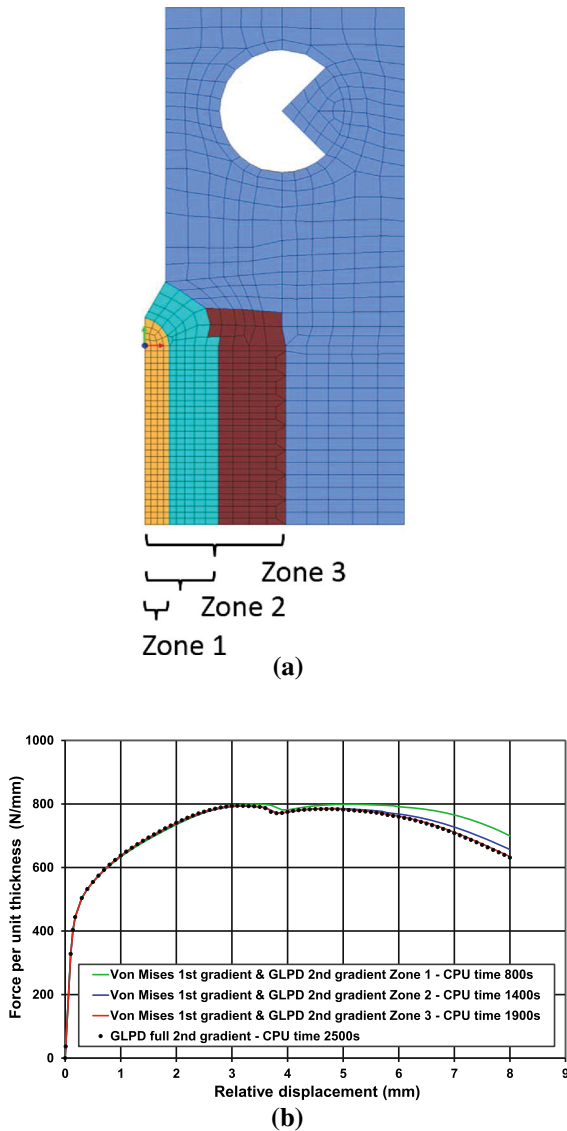 Zone 3
Zone 2
Zone 1
(a)
1000
800
600
400
200
0
Force per unit thickness (N/mm)
Von Mises 1st gradient & GLPD 2nd gradient Zone 1 - CPU time 800s
Von Mises 1st gradient & GLPD 2nd gradient Zone 2 - CPU time 1400s
Von Mises 1st gradient & GLPD 2nd gradient Zone 3 - CPU time 1900s
GLPD full 2nd gradient - CPU time 2500s
0 1 2 3 4 5 6 7 8 9
Relative displacement (mm)
(b)